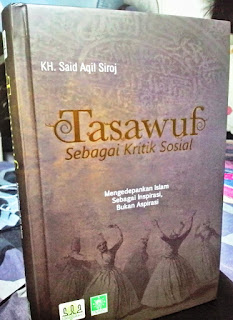 KH. Said Aqil Siroj
Tasawuf
Sebagai Kritik Sosial
Mengedepankan Islam
Sebagai Inspirasi,
Bukan Aspirasi